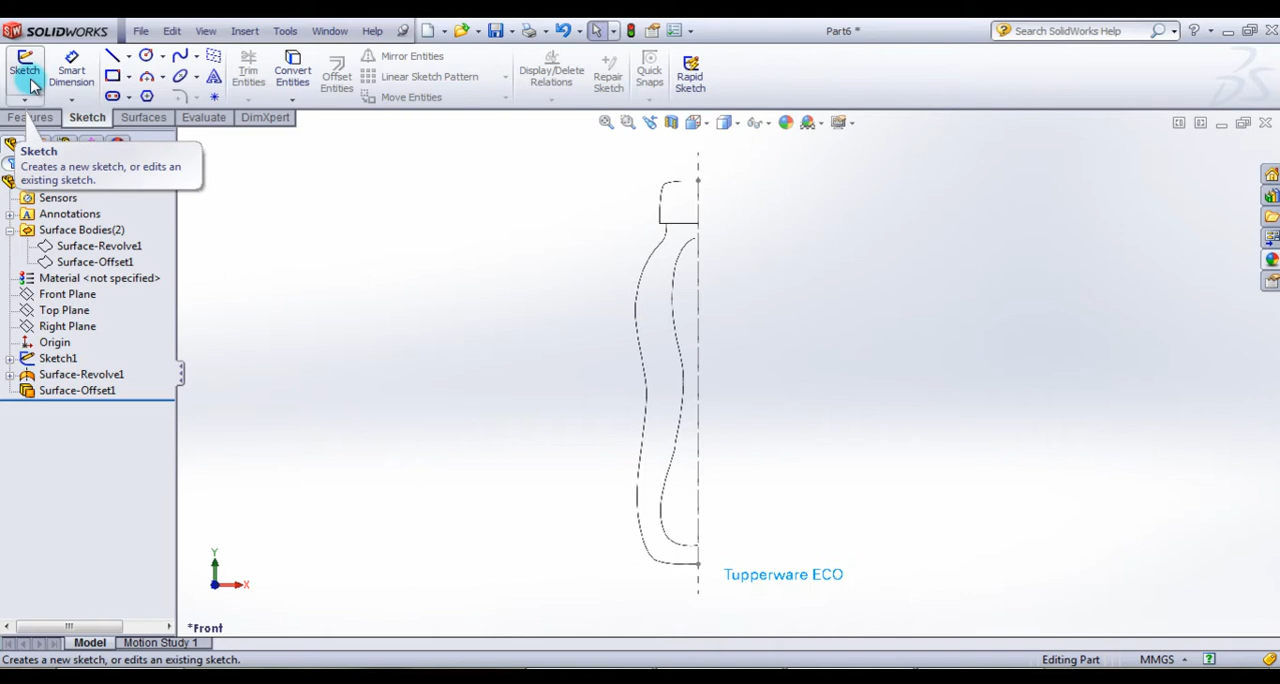 SOLIDWORKS File Edit View Insert Tools Window Help Part6 * Search SolidWorks Help
Sketch
Smart Dimension
Trim Entities
Convert Entities
Offset Entities
Mirror Entities
Linear Sketch Pattern
Move Entities
Display/Delete Relations
Repair Sketch
Quick Snaps
Rapid Sketch
Features Sketch Surfaces Evaluate DimXpert
Sketch
Creates a new sketch, or edits an
existing sketch.
Sensors
Annotations
Surface Bodies(2)
Surface-Revolve1
Surface-Offset1
Material <not specified>
Front Plane
Top Plane
Right Plane
Origin
Sketch1
Surface-Revolve1
Surface-Offset1
Y
X
Tupperware ECO
*Front
Model Motion Study 1
Creates a new sketch, or edits an existing sketch. Editing Part MMGS